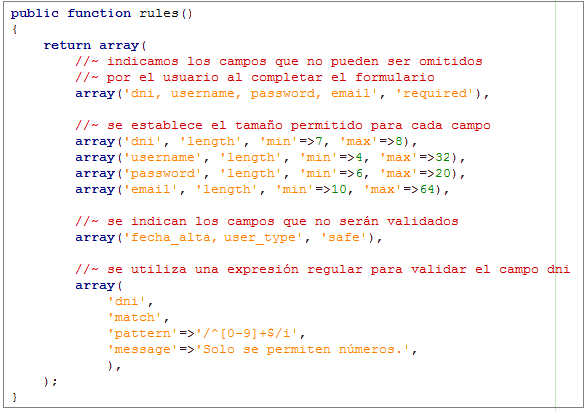 public function rules()
{
    return array(
        //~ indicamos los campos que no pueden ser omitidos
        //~ por el usuario al completar el formulario
        array('dni, username, password, email', 'required'),

        //~ se establece el tamaño permitido para cada campo
        array('dni', 'length', 'min'=>7, 'max'=>8),
        array('username', 'length', 'min'=>4, 'max'=>32),
        array('password', 'length', 'min'=>6, 'max'=>20),
        array('email', 'length', 'min'=>10, 'max'=>64),

        //~ se indican los campos que no serán validados
        array('fecha_alta, user_type', 'safe'),

        //~ se utiliza una expresión regular para validar el campo dni
        array(
            'dni',
            'match',
            'pattern'=>'/^[0-9]+$/i',
            'message'=>'Solo se permiten números.',
            ),
    );
}